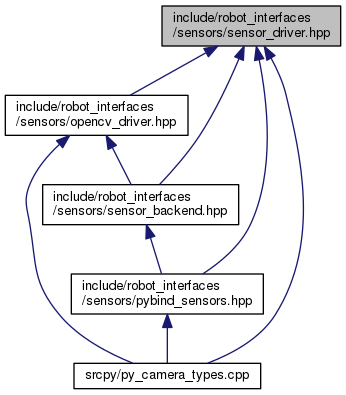 include/robot_interfaces
/sensors/sensor_driver.hpp
include/robot_interfaces
/sensors/opencv_driver.hpp
include/robot_interfaces
/sensors/sensor_backend.hpp
include/robot_interfaces
/sensors/pybind_sensors.hpp
srcpy/py_camera_types.cpp